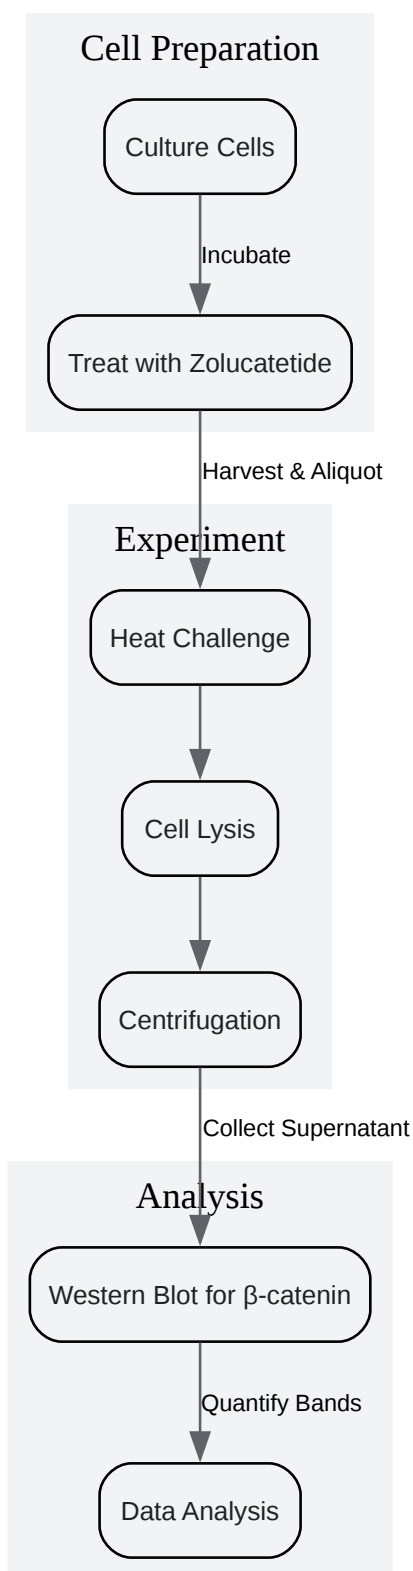 Cell Preparation
Culture Cells
Incubate
Treat with Zolucatetide
Harvest & Aliquot
Experiment
Heat Challenge
Cell Lysis
Centrifugation
Collect Supernatant
Analysis
Western Blot for β-catenin
Quantify Bands
Data Analysis